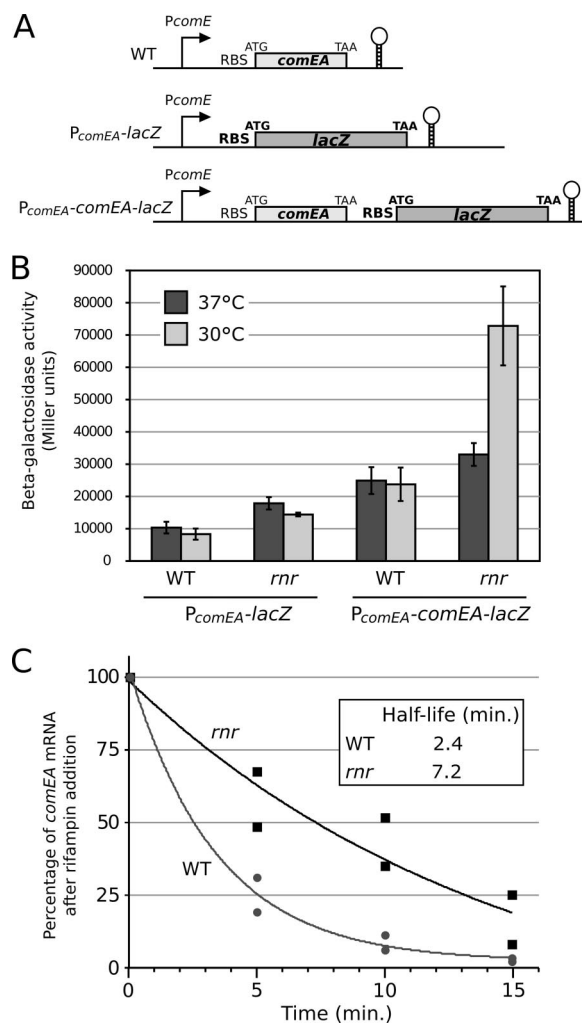 A
WT
PcomE
RBS
ATG
TAA
comEA
PcomEA-lacZ
PcomE
RBS
ATG
TAA
lacZ
PcomEA-comEA-lacZ
PcomE
RBS
ATG
TAA
comEA
RBS
ATG
TAA
lacZ
B
Beta-galactosidase activity
(Miller units)
90000
80000
70000
60000
50000
40000
30000
20000
10000
0
37°C
30°C
WT
rnr
WT
rnr
PcomEA-lacZ
PcomEA-comEA-lacZ
C
Percentage of comEA mRNA
after rifampin addition
100
75
50
25
0
rnr
WT
Half-life (min.)
WT 2.4
rnr 7.2
0 5 10 15
Time (min.)